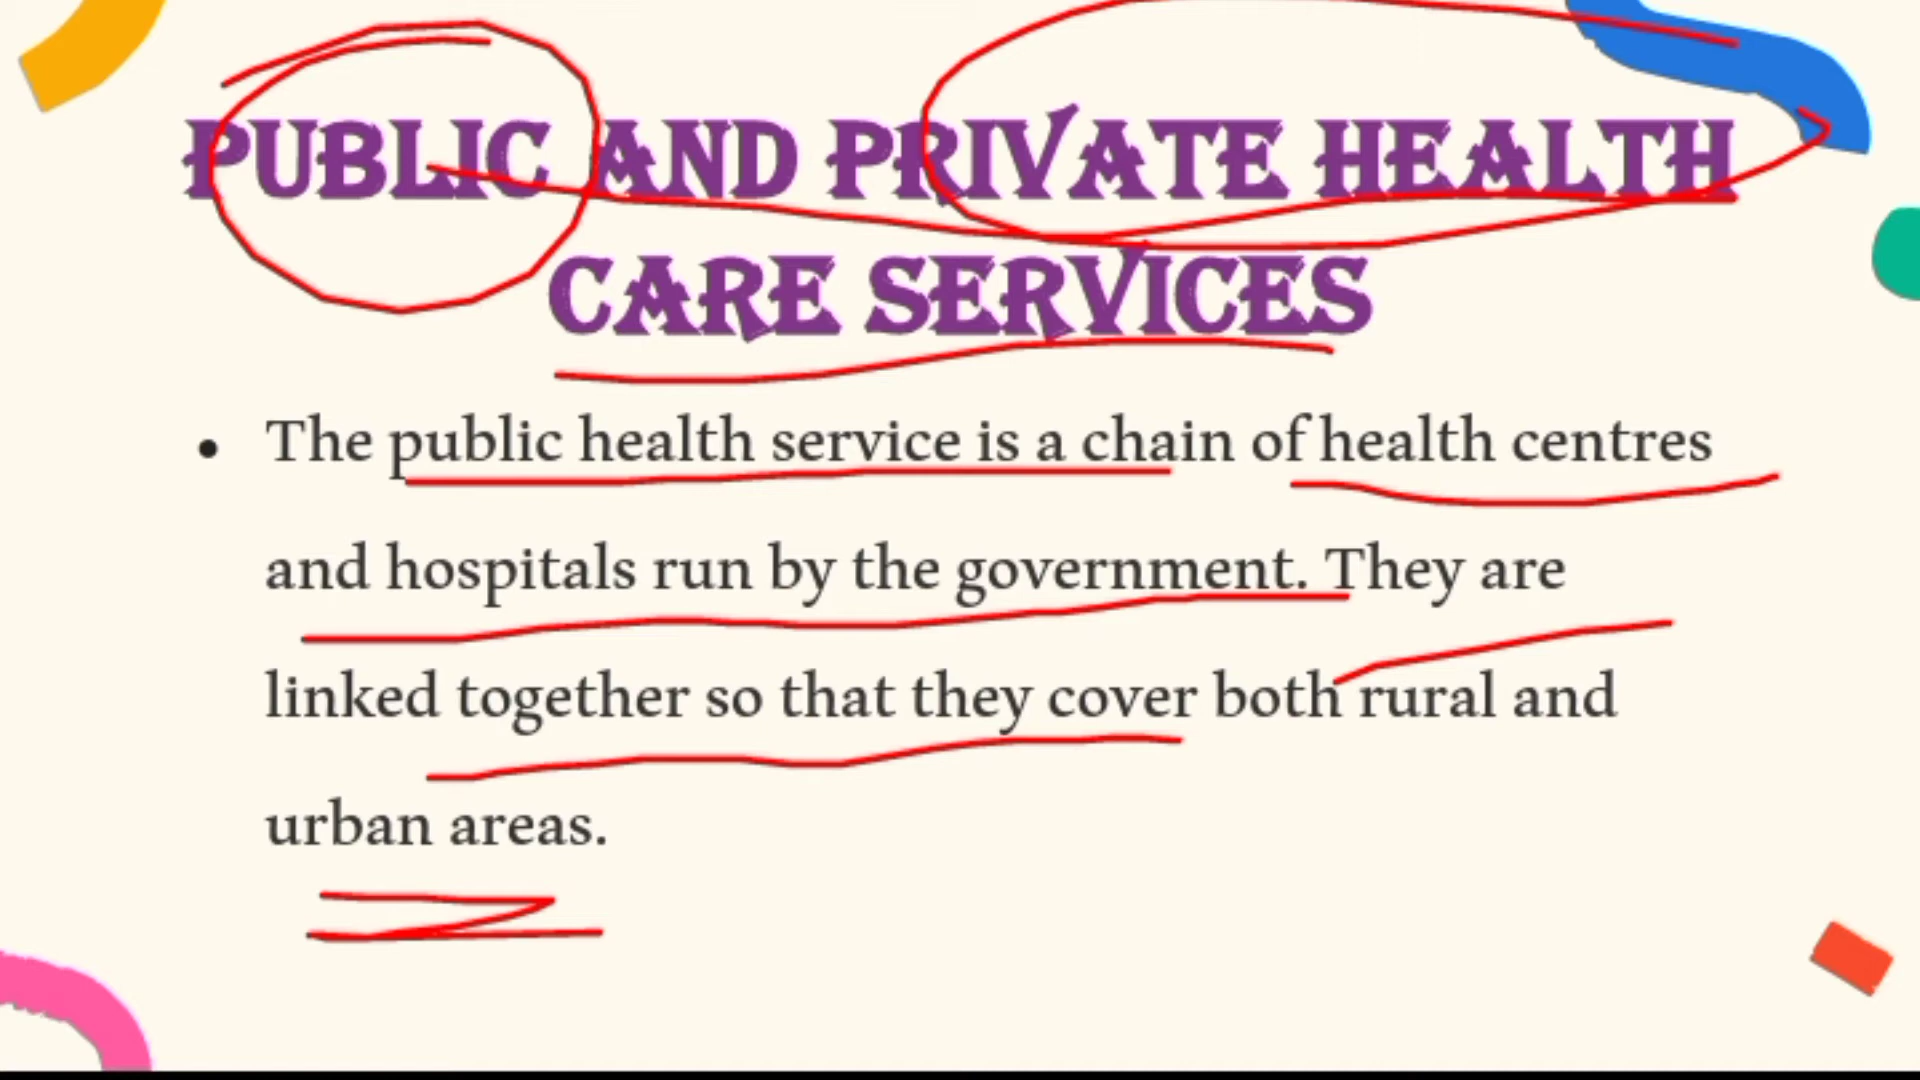 PUBLIC AND PRIVATE HEALTH
CARE SERVICES
• The public health service is a chain of health centres
and hospitals run by the government. They are
linked together so that they cover both rural and
urban areas.